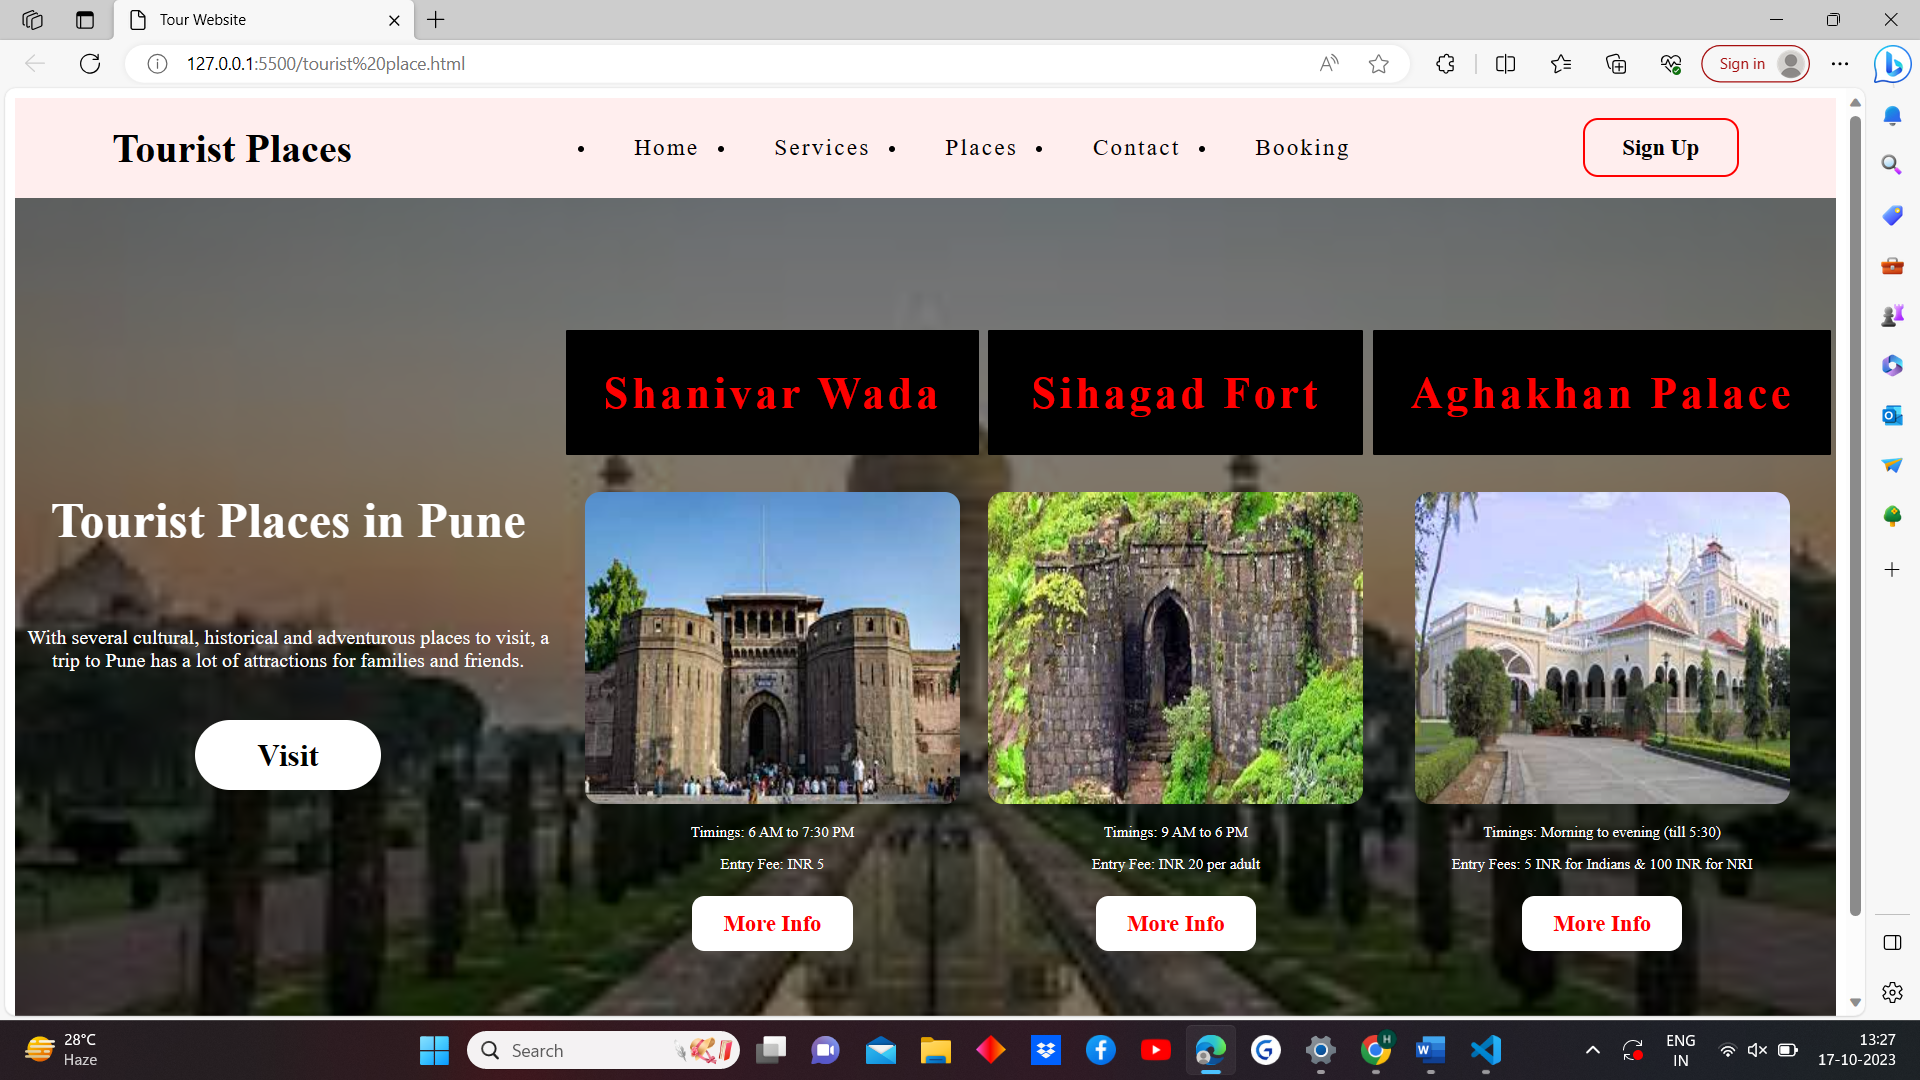 Tour Website
127.0.0.1:5500/tourist%20place.html
Sign in
Tourist Places
Home
Services
Places
Contact
Booking
Sign Up
Shanivar Wada
Sihagad Fort
Aghakhan Palace
Tourist Places in Pune
With several cultural, historical and adventurous places to visit, a
trip to Pune has a lot of attractions for families and friends.
Visit
Timings: 6 AM to 7:30 PM
Entry Fee: INR 5
More Info
Timings: 9 AM to 6 PM
Entry Fee: INR 20 per adult
More Info
Timings: Morning to evening (till 5:30)
Entry Fees: 5 INR for Indians & 100 INR for NRI
More Info
28°C
Haze
Search
ENG
IN
13:27
17-10-2023